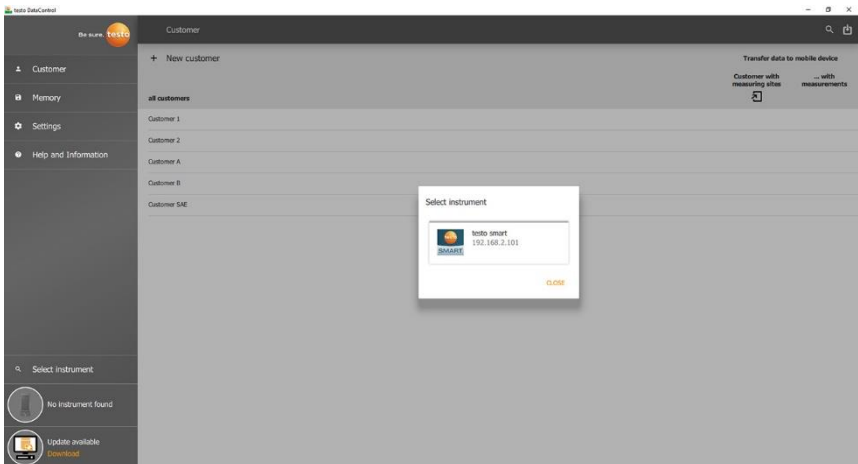 testo DataControl
Be sure. testo
Customer
Memory
Settings
Help and Information
Select instrument
No instrument found
Update available
Download
Customer
+ New customer
Transfer data to mobile device
Customer with
measuring sites
... with
measurements
all customers
Customer 1
Customer 2
Customer A
Customer B
Customer SAE
Select instrument
testo smart
192.168.2.101
SMART
CLOSE